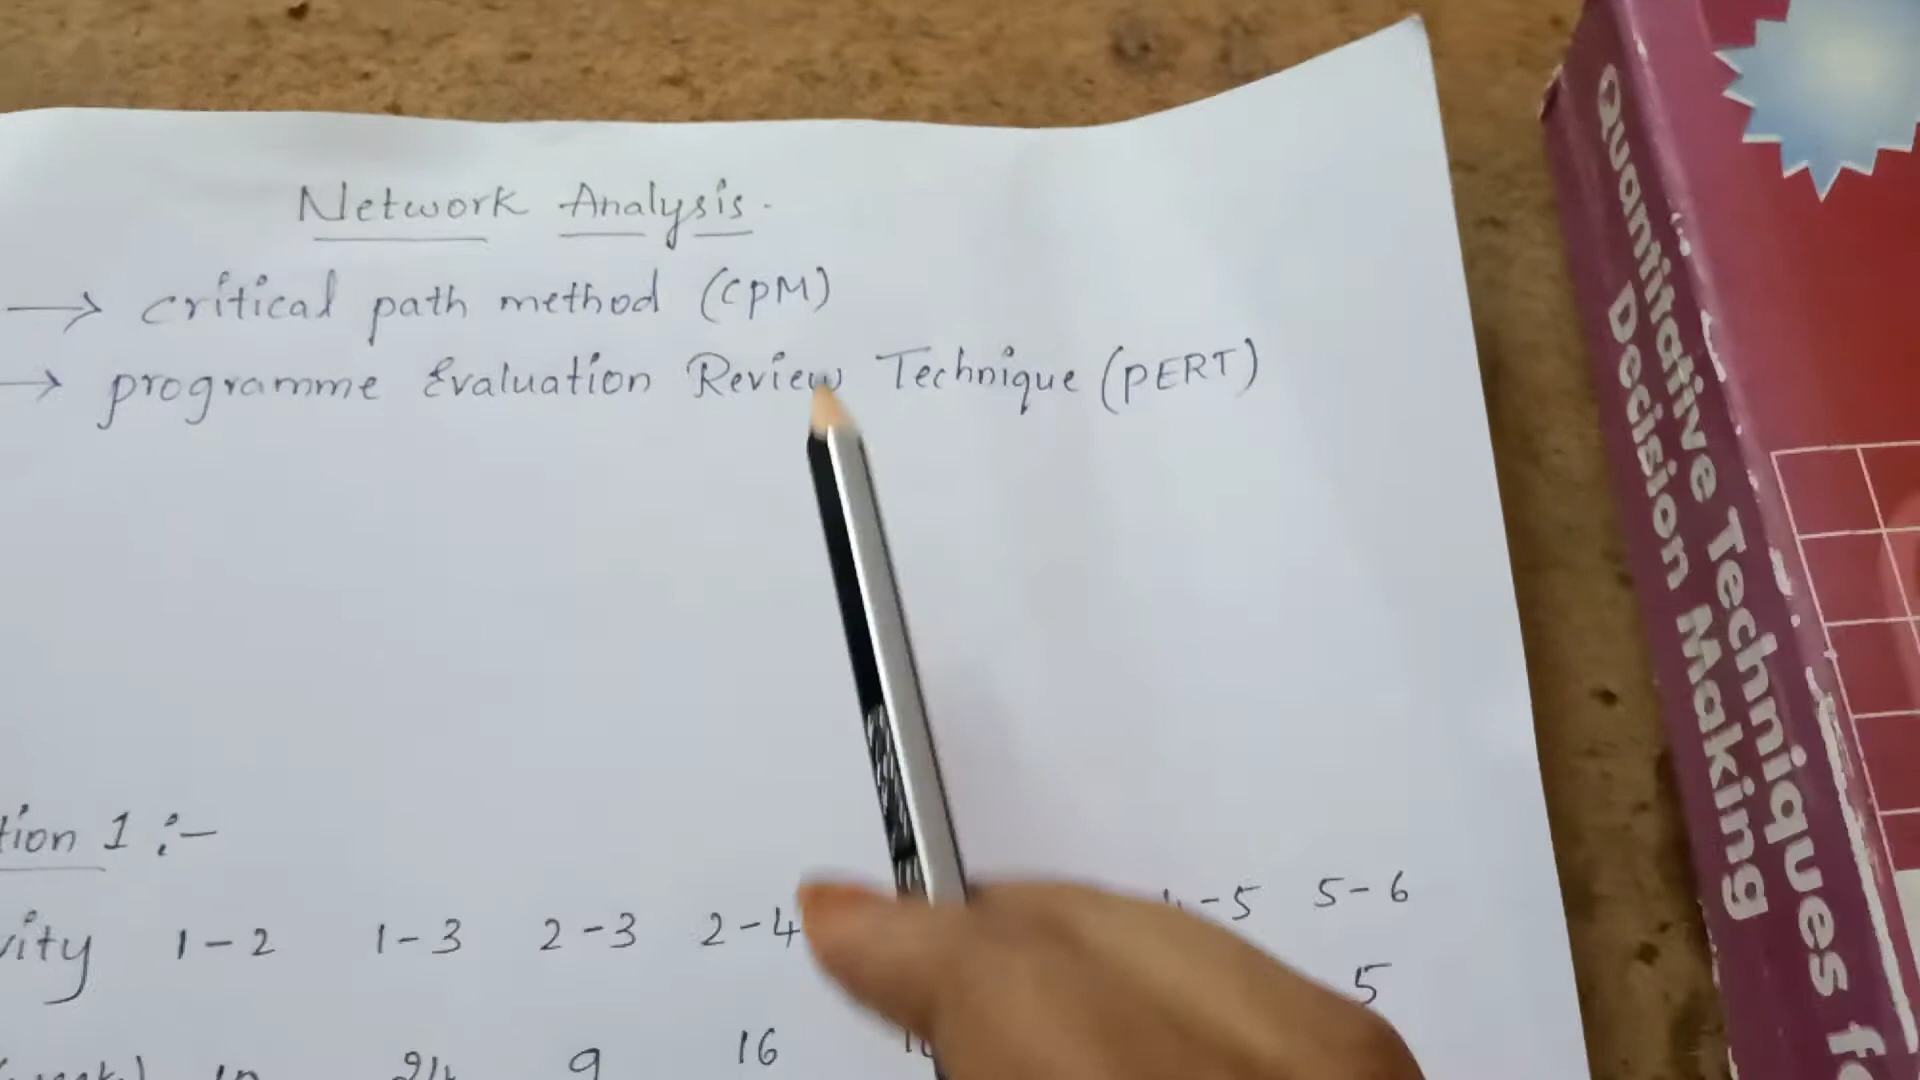 Network Analysis.
→ critical path method (CPM)
→ programme Evaluation Review Technique (PERT)
tion 1 :-
vity 1-2 1-3 2-3 2-4 -5 5-6
9 16 5
Quantitative Techniques
Decision Making